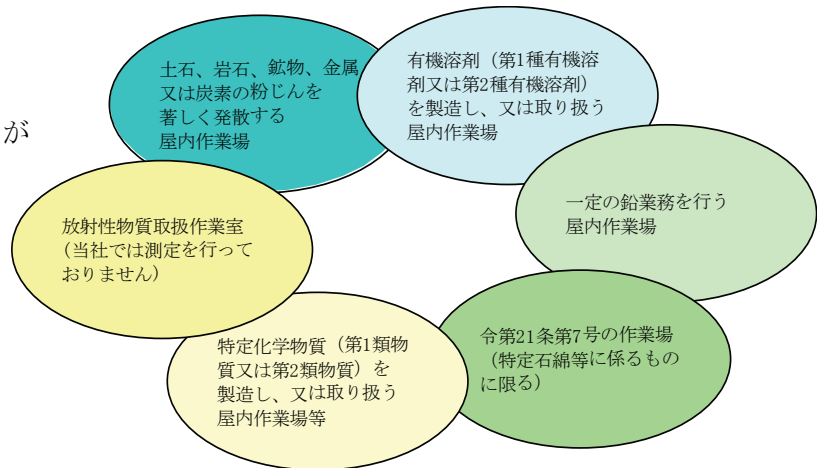 が
土石、岩石、鉱物、金属
又は炭素の粉じんを
著しく発散する
屋内作業場
有機溶剤（第1種有機溶
剤又は第2種有機溶剤）
を製造し、又は取り扱う
屋内作業場
一定の鉛業務を行う
屋内作業場
令第21条第7号の作業場
（特定石綿等に係るもの
に限る）
特定化学物質（第1類物
質又は第2類物質）を
製造し、又は取り扱う
屋内作業場等
放射性物質取扱作業室
（当社では測定を行って
おりません）